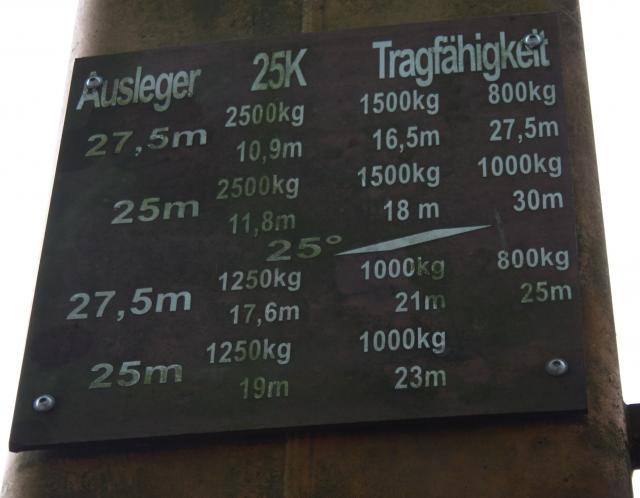 Ausleger 25K Tragfähigkeit
2500kg 1500kg 800kg
27,5m 10,9m 16,5m 27,5m
2500kg 1500kg 1000kg
25m 11,8m 18 m 30m
25°
1250kg 1000kg 800kg
27,5m 17,6m 21m 25m
1250kg 1000kg
25m 19m 23m